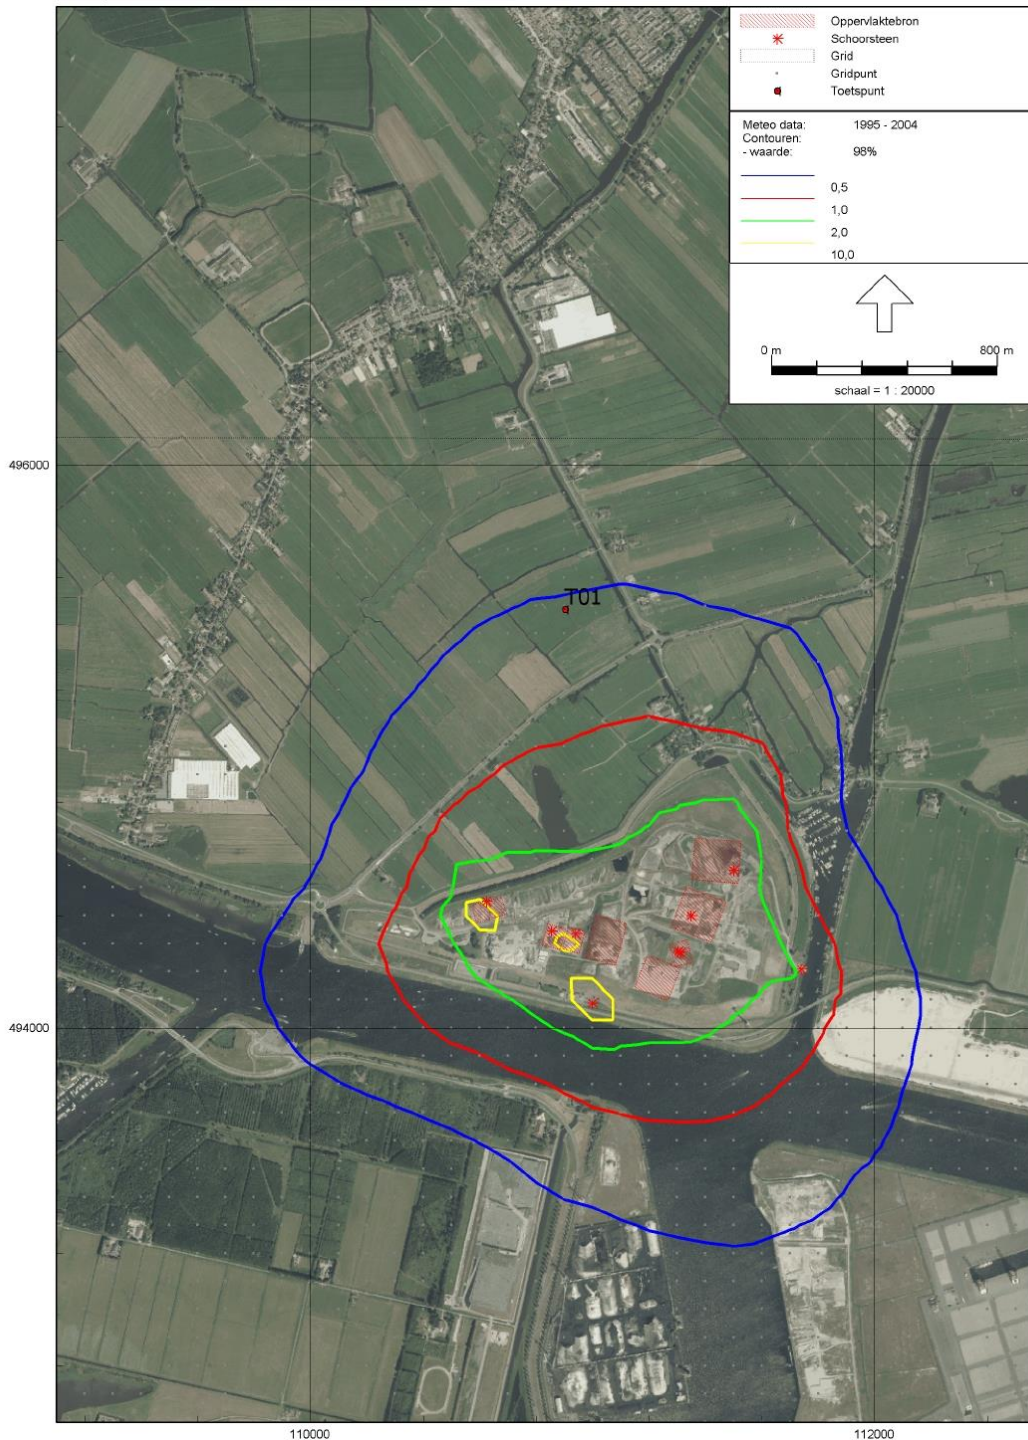 Oppervlaktebron
Schoorsteen
Grid
Gridpunt
Toetspunt
Meteo data: 1995 - 2004
Contouren:
- waarde: 98%
0,5
1,0
2,0
10,0
0 m 800 m
schaal = 1 : 20000
496000
T01
494000
110000 112000